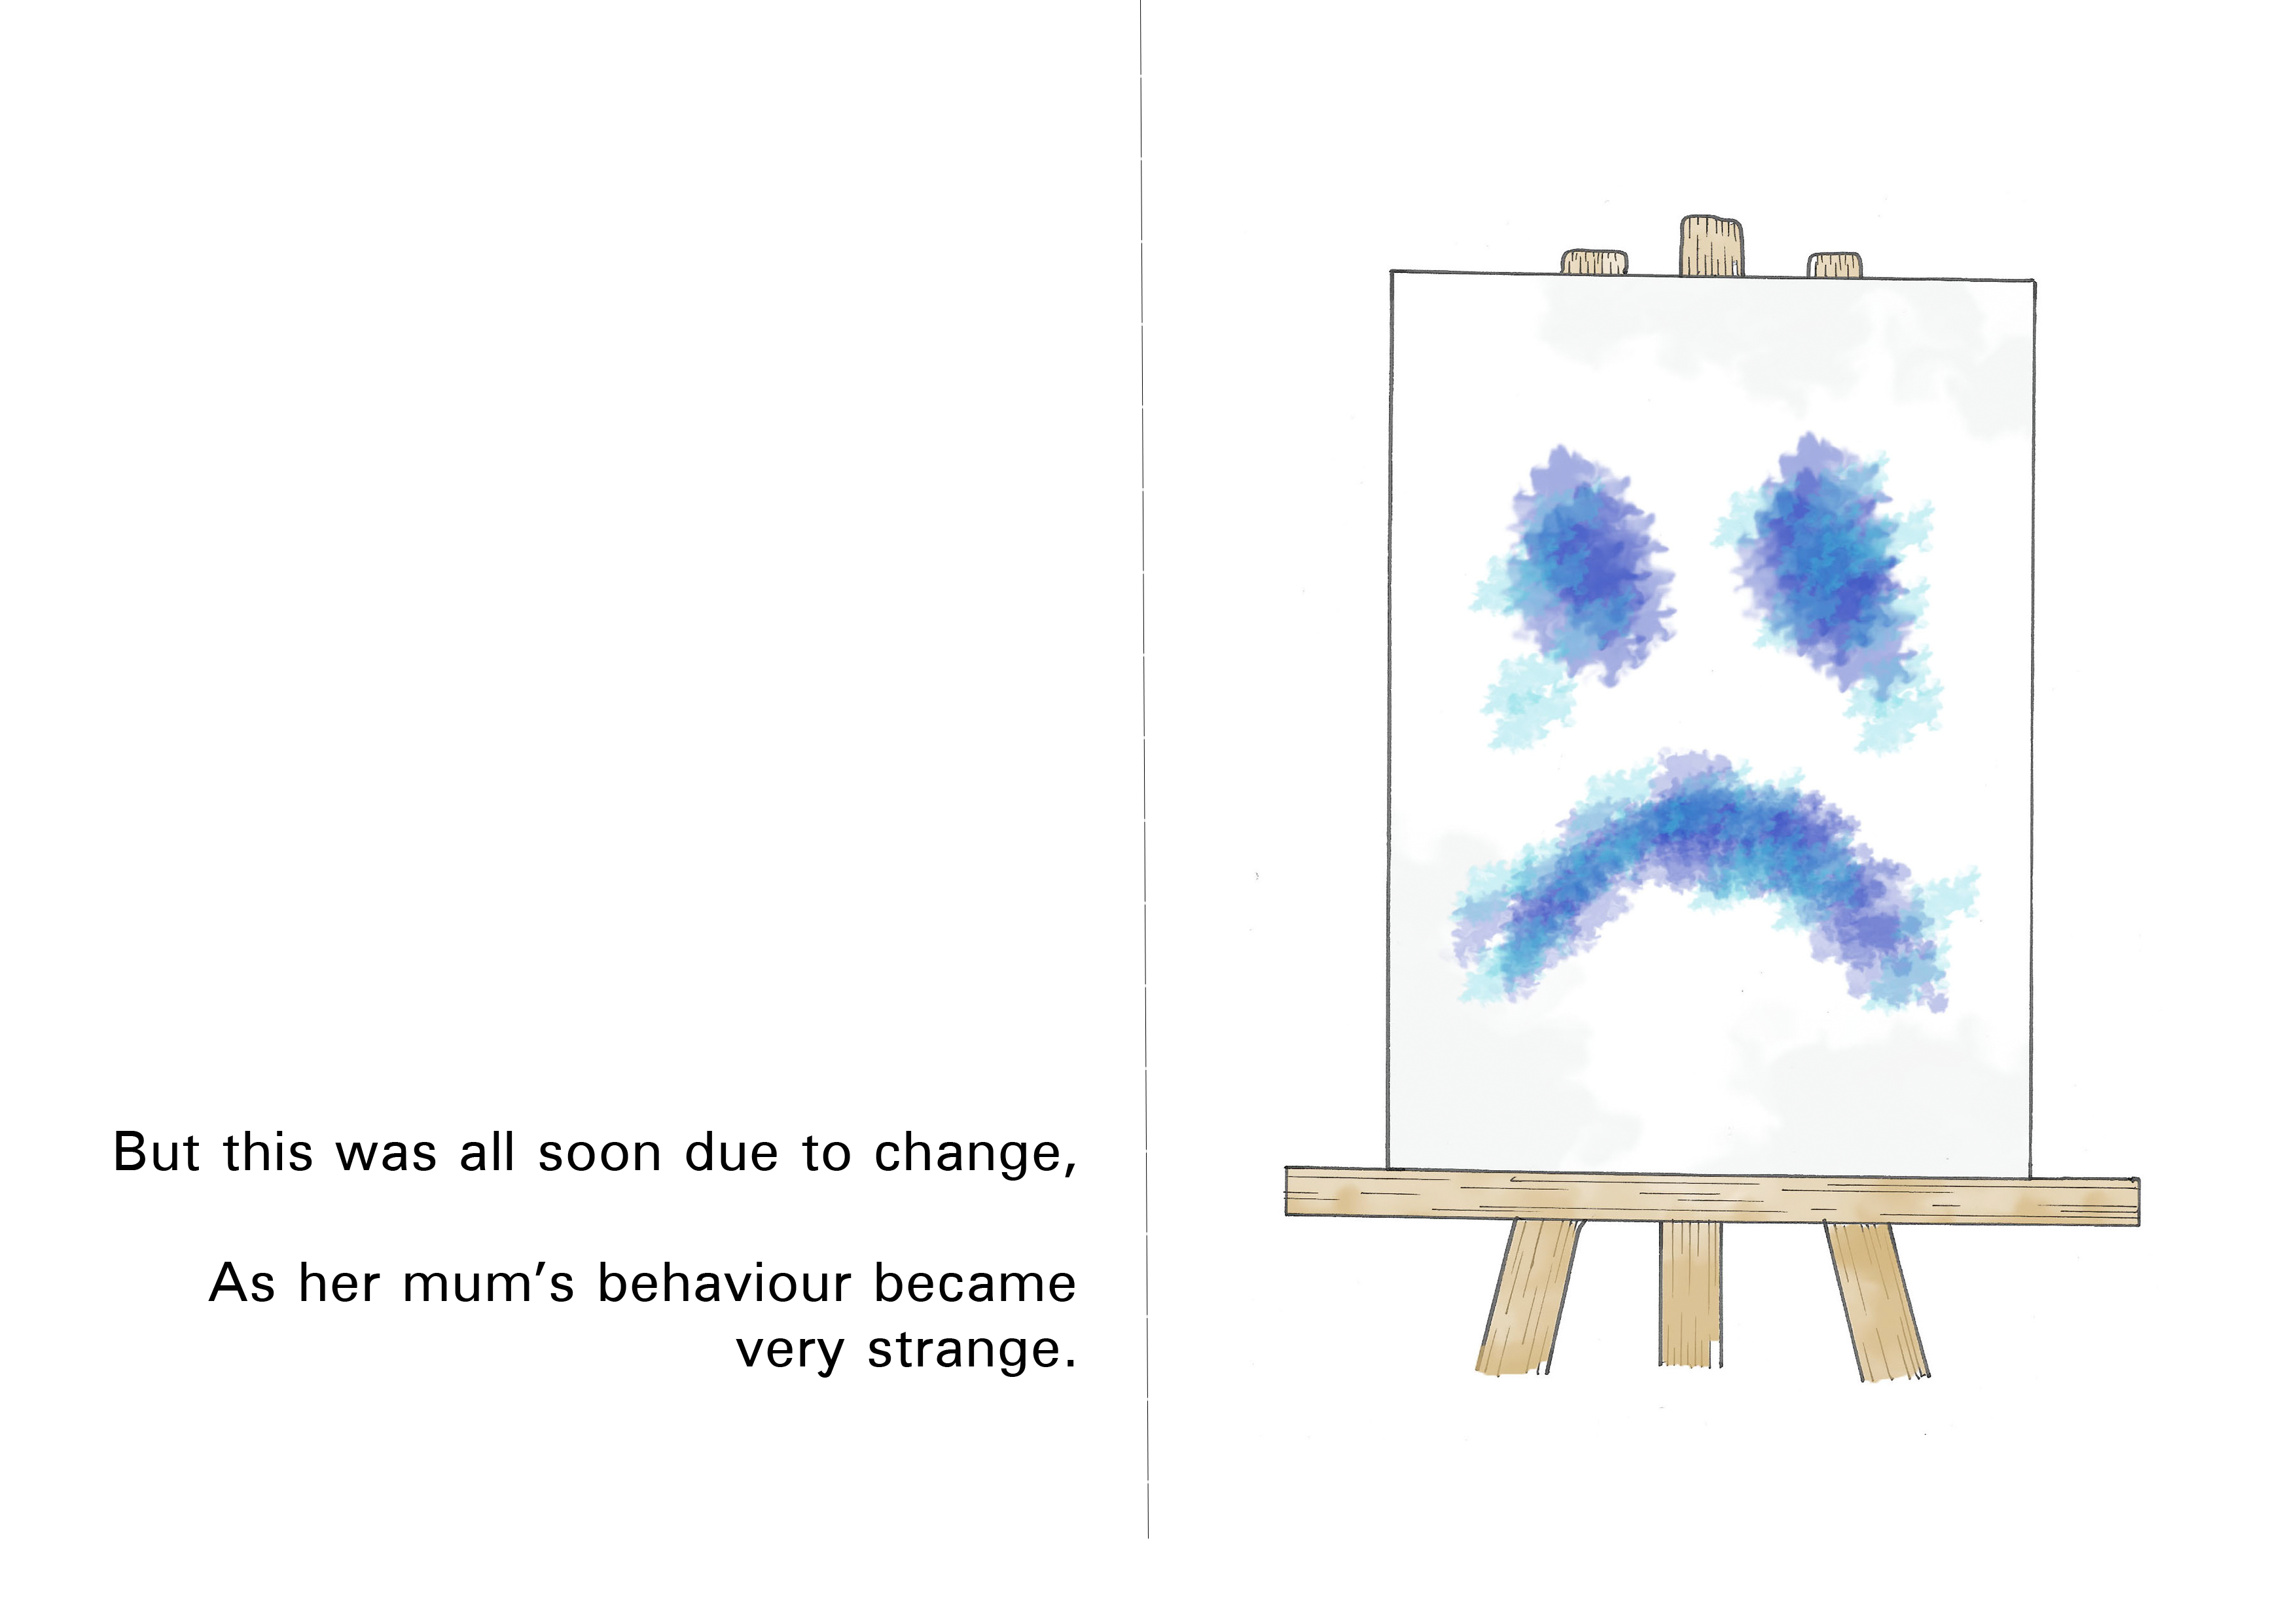 But this was all soon due to change,
As her mum’s behaviour became
very strange.